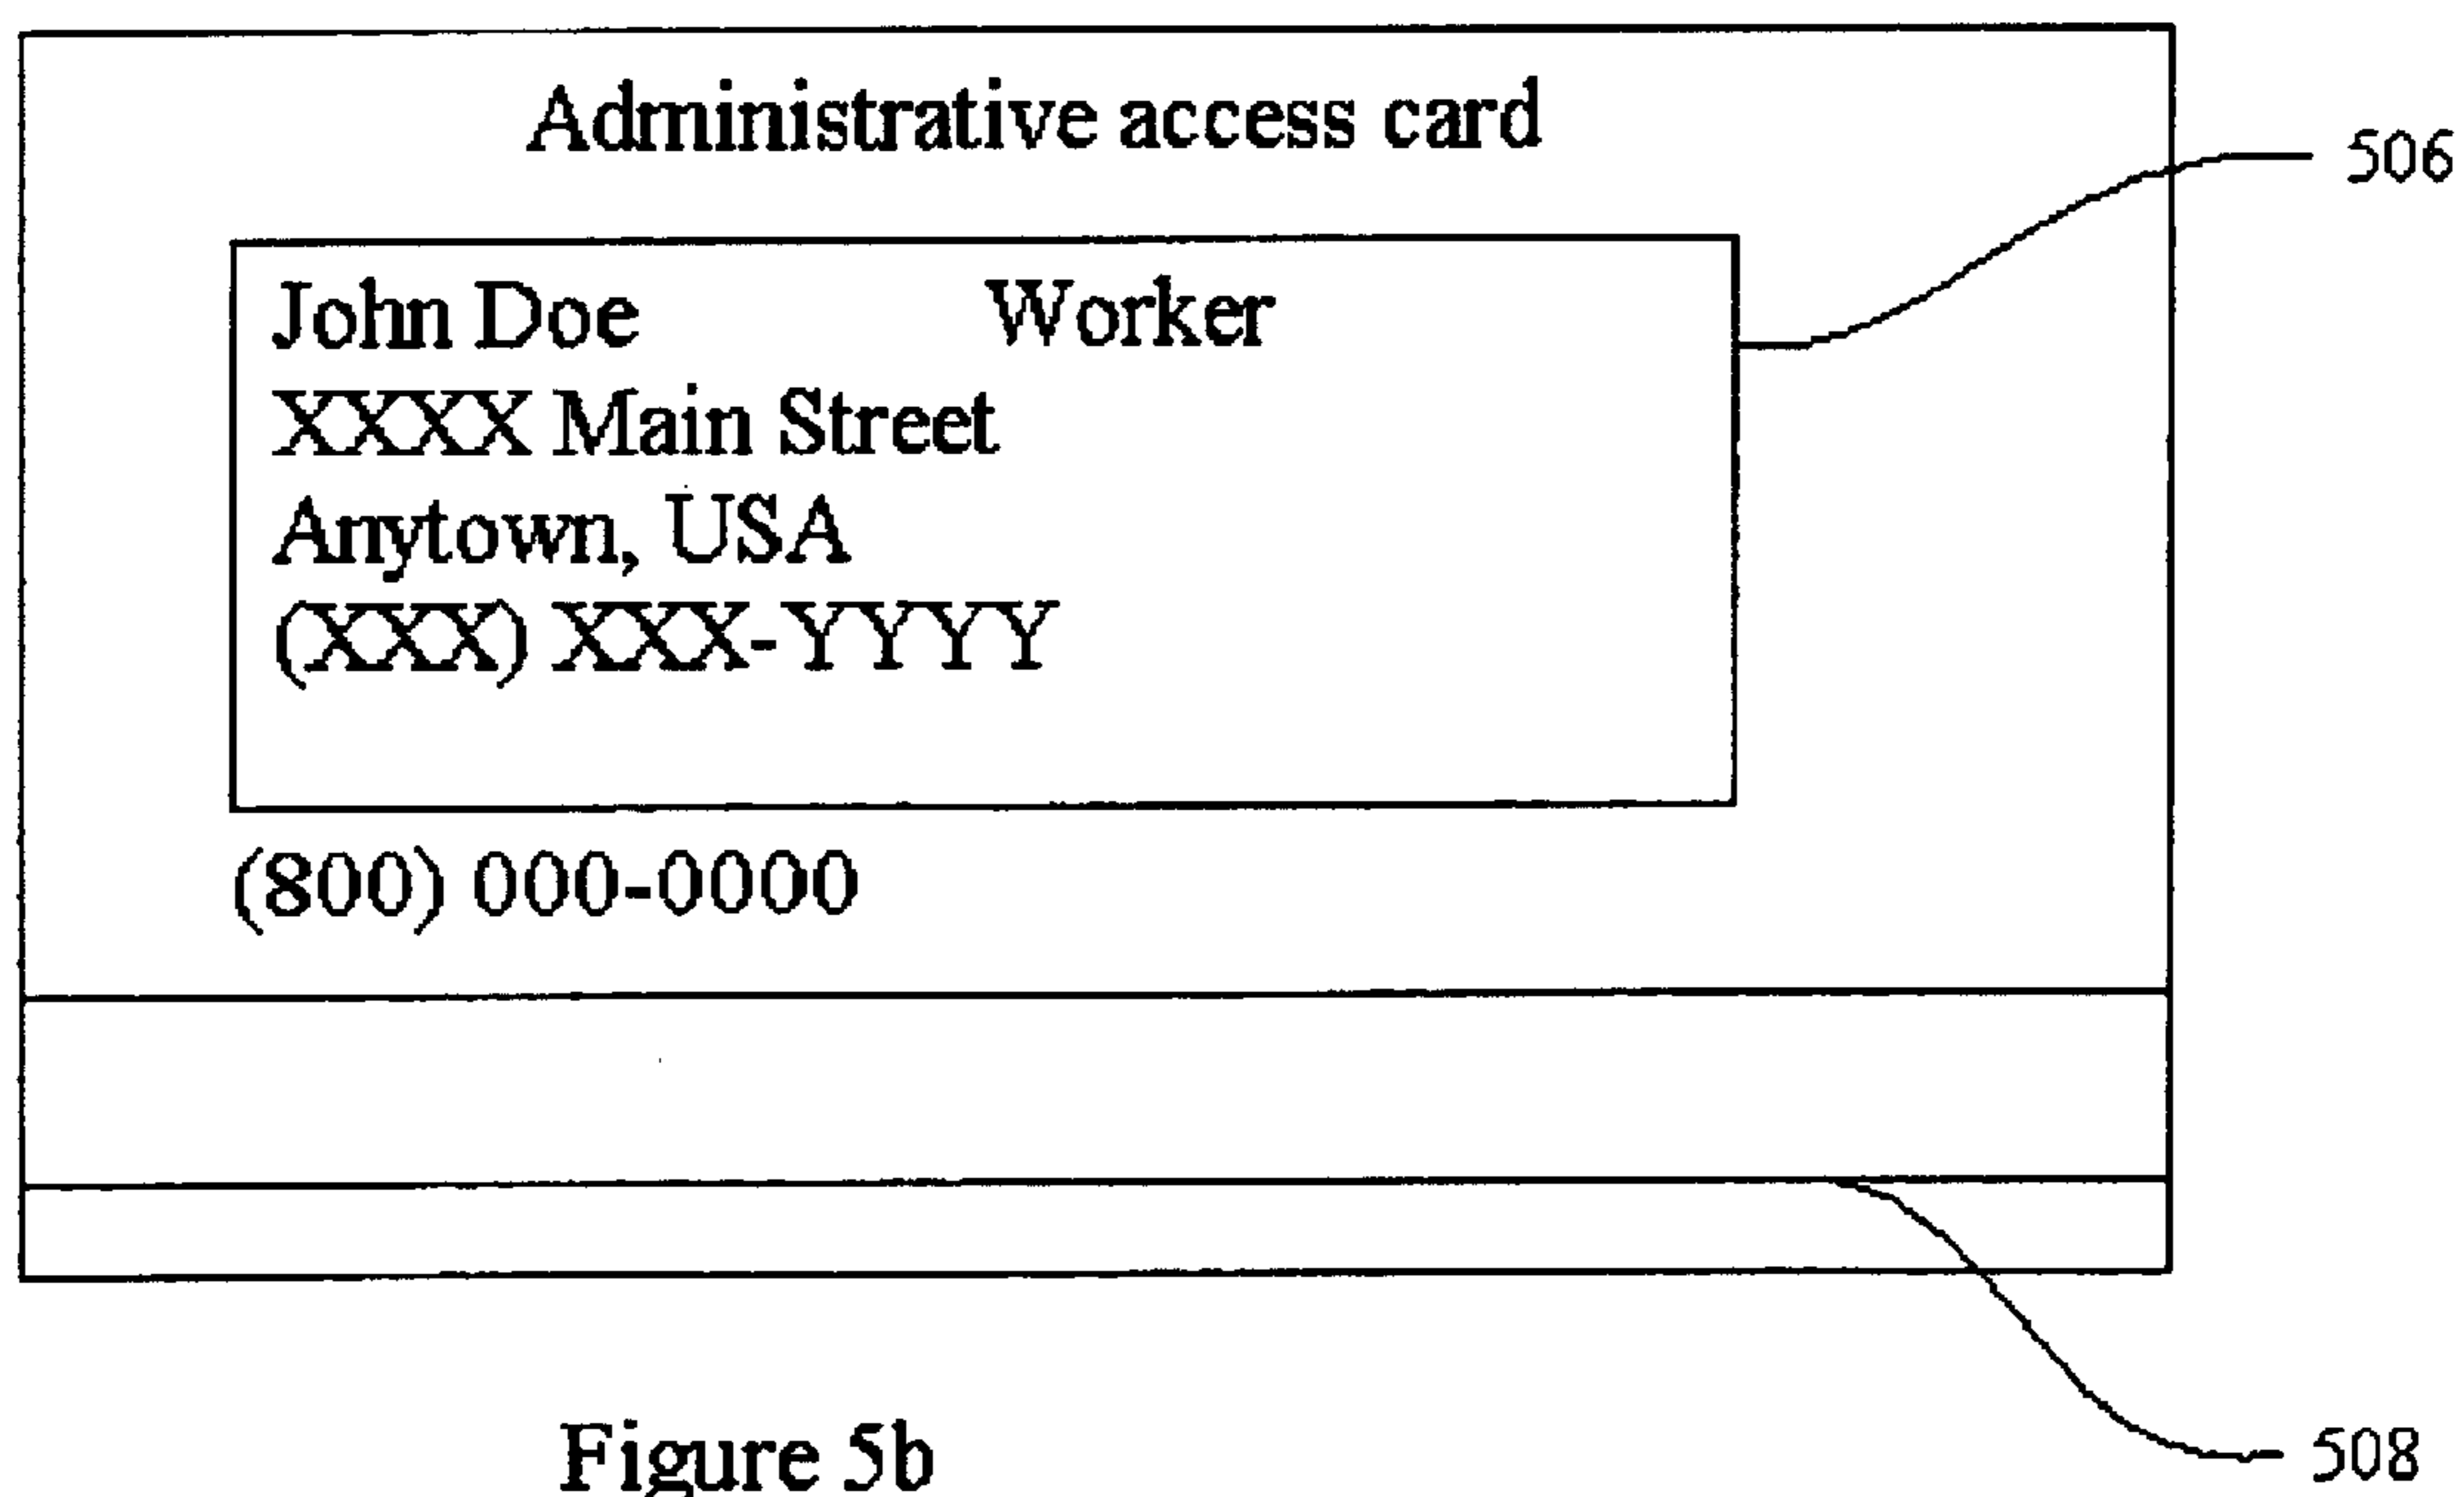 Administrative access card
506
John Doe Worker
XXXX Main Street
Anytown, USA
(XXX) XXX-YYYY
(800) 000-0000
Figure 5b
508